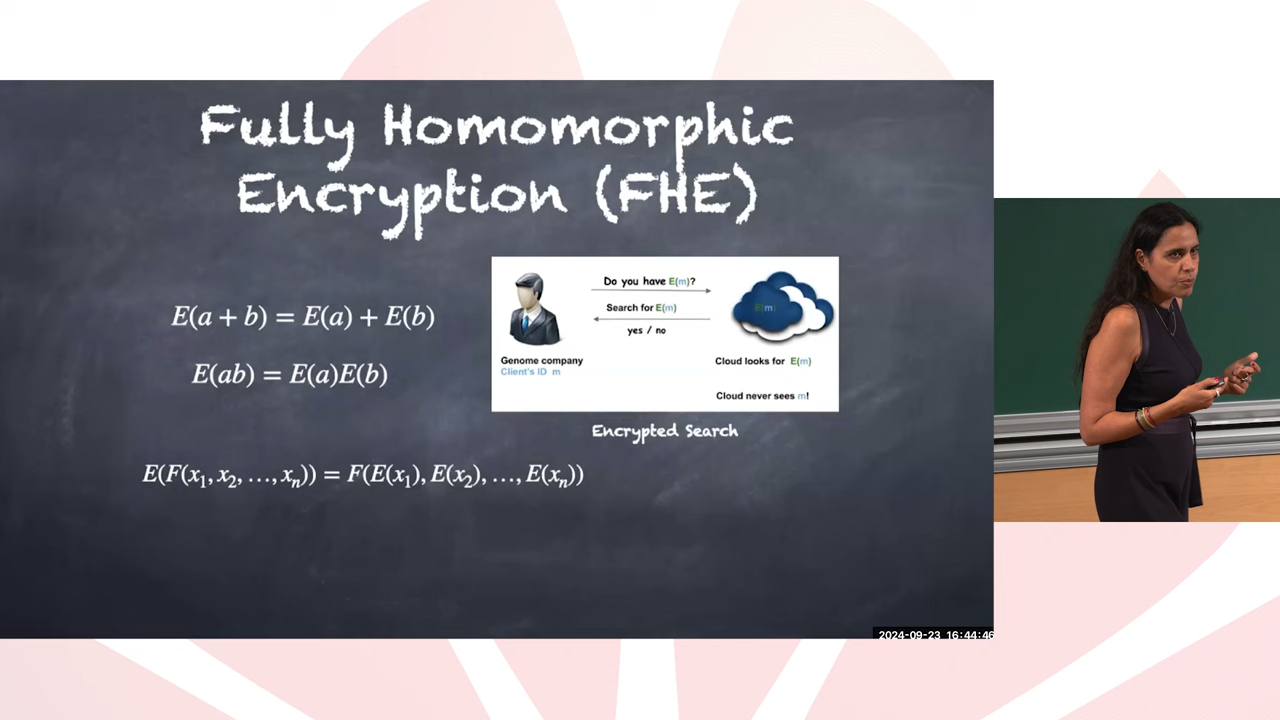 Fully Homomorphic
Encryption (FHE)
E(a + b) = E(a) + E(b)
E(ab) = E(a)E(b)
E(F(x₁, x₂, …, xₙ)) = F(E(x₁), E(x₂), …, E(xₙ))
Do you have E(m)?
Search for E(m)
yes / no
E(m)
Genome company
Client's ID m
Cloud looks for E(m)
Cloud never sees m!
Encrypted Search
2024-09-23 16:44:46